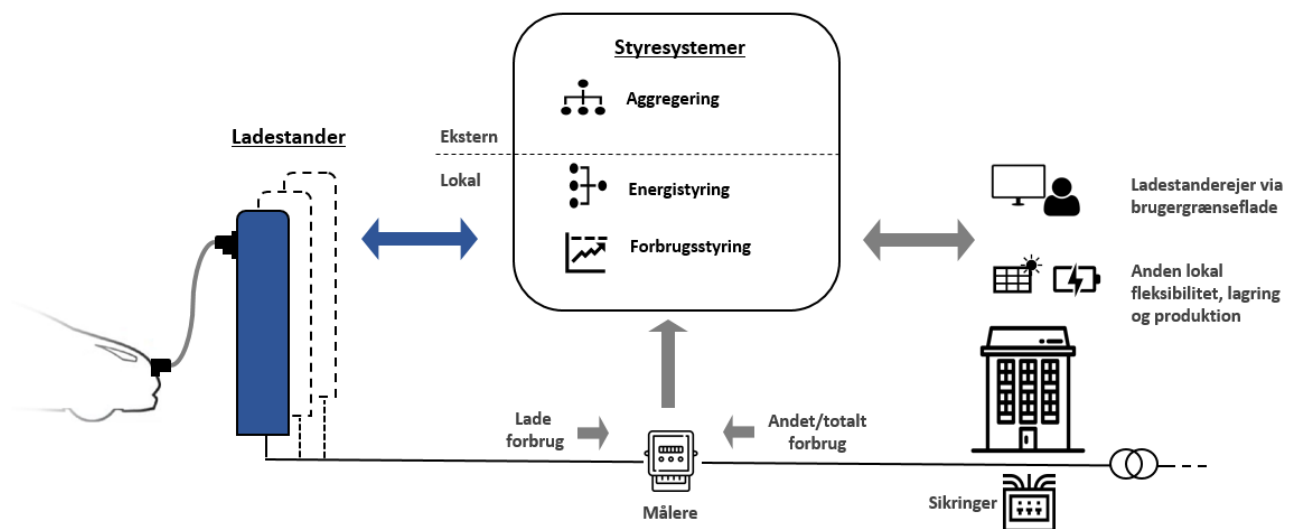 Styresystemer
Aggregering
Ladestander
Ekstern
Lokal
Energistyring
Forbrugsstyring
Ladestanderejer via
brugergrænseflade
Anden lokal
fleksibilitet, lagring
og produktion
Lade
forbrug
Andet/totalt
forbrug
Målere
Sikringer